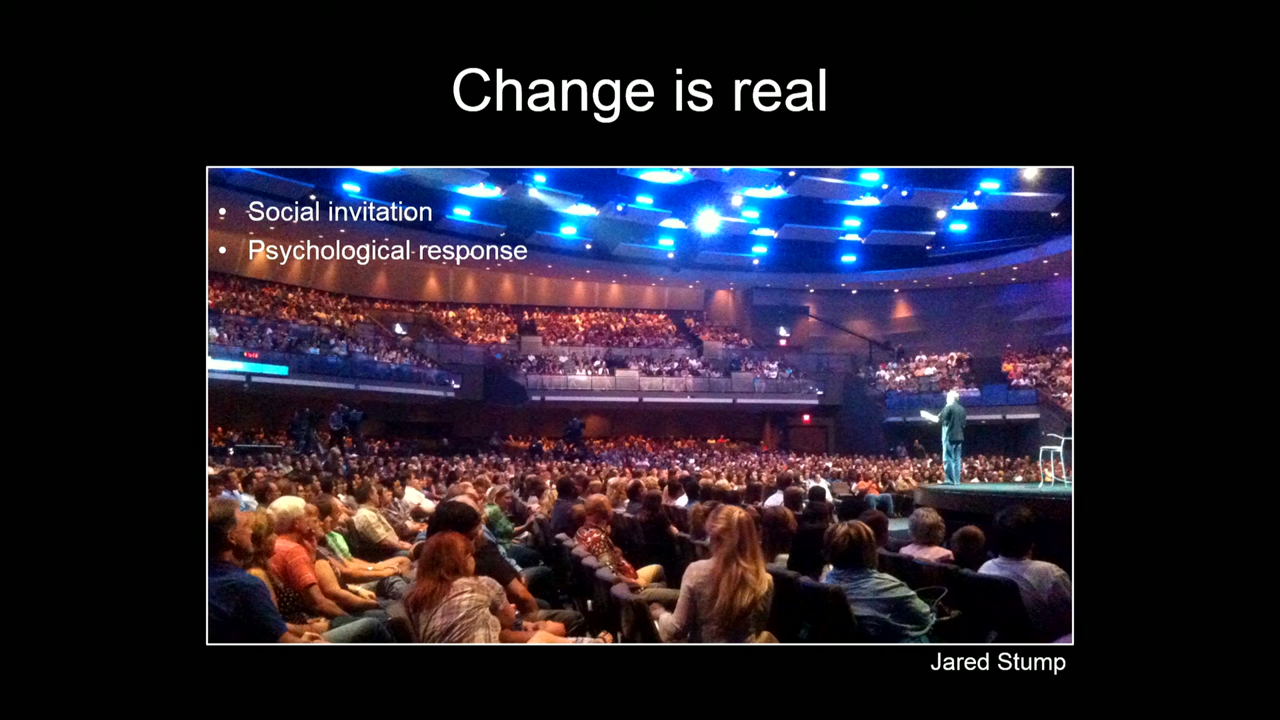 Change is real
• Social invitation
• Psychological response
Jared Stump